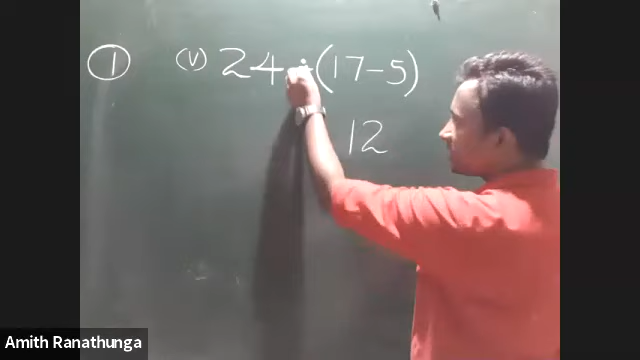 ① (v) 24 ÷ (17-5)
12
Amith Ranathunga